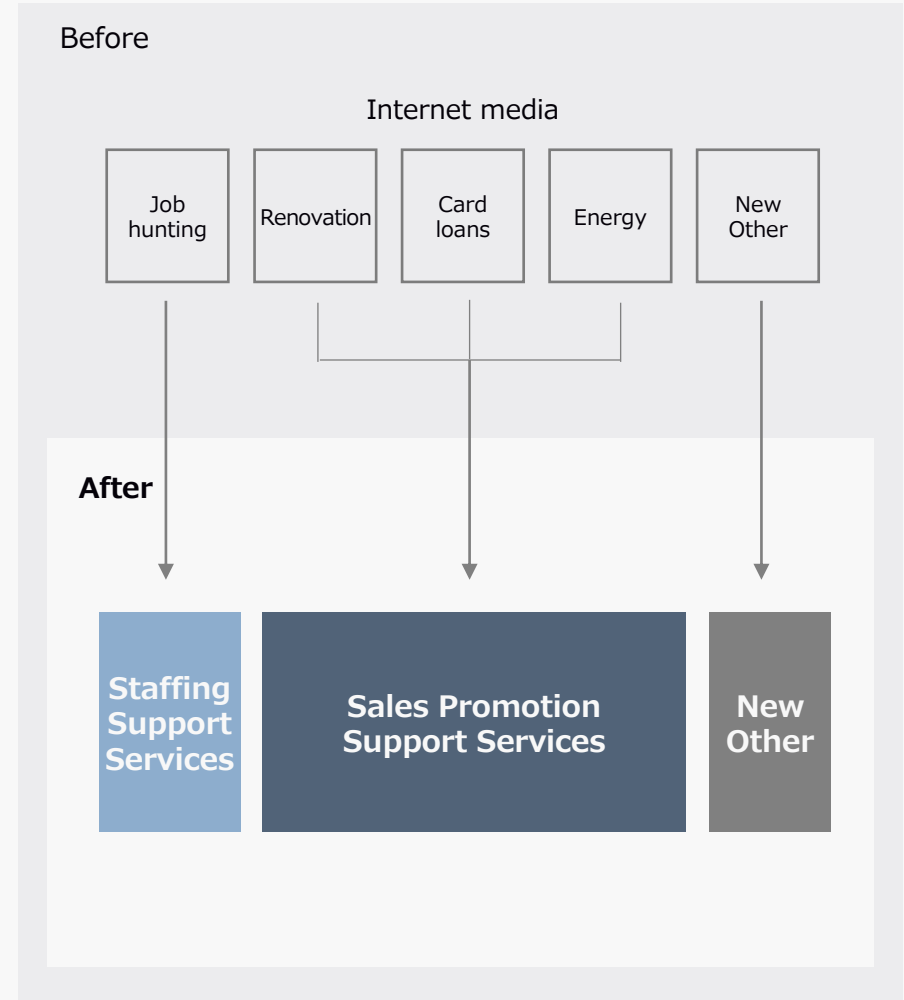 Before
Internet media
Job
hunting
Renovation
Card
loans
Energy
New
Other
After
Staffing
Support
Services
Sales Promotion
Support Services
New
Other